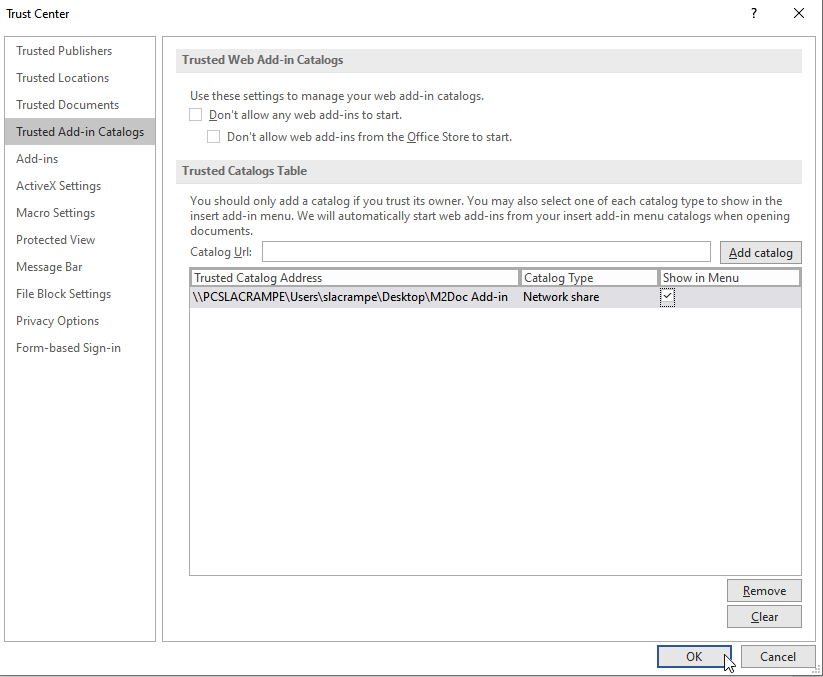 Trust Center
?
Trusted Publishers
Trusted Locations
Trusted Documents
Trusted Add-in Catalogs
Add-ins
ActiveX Settings
Macro Settings
Protected View
Message Bar
File Block Settings
Privacy Options
Form-based Sign-in
Trusted Web Add-in Catalogs
Use these settings to manage your web add-in catalogs.
Don't allow any web add-ins to start.
Don't allow web add-ins from the Office Store to start.
Trusted Catalogs Table
You should only add a catalog if you trust its owner. You may also select one of each catalog type to show in the
insert add-in menu. We will automatically start web add-ins from your insert add-in menu catalogs when opening
documents.
Catalog Url:
Add catalog
Trusted Catalog Address Catalog Type Show in Menu
\\PCSLACRAMPE\Users\slacrampe\Desktop\M2Doc Add-in Network share
Remove
Clear
OK Cancel